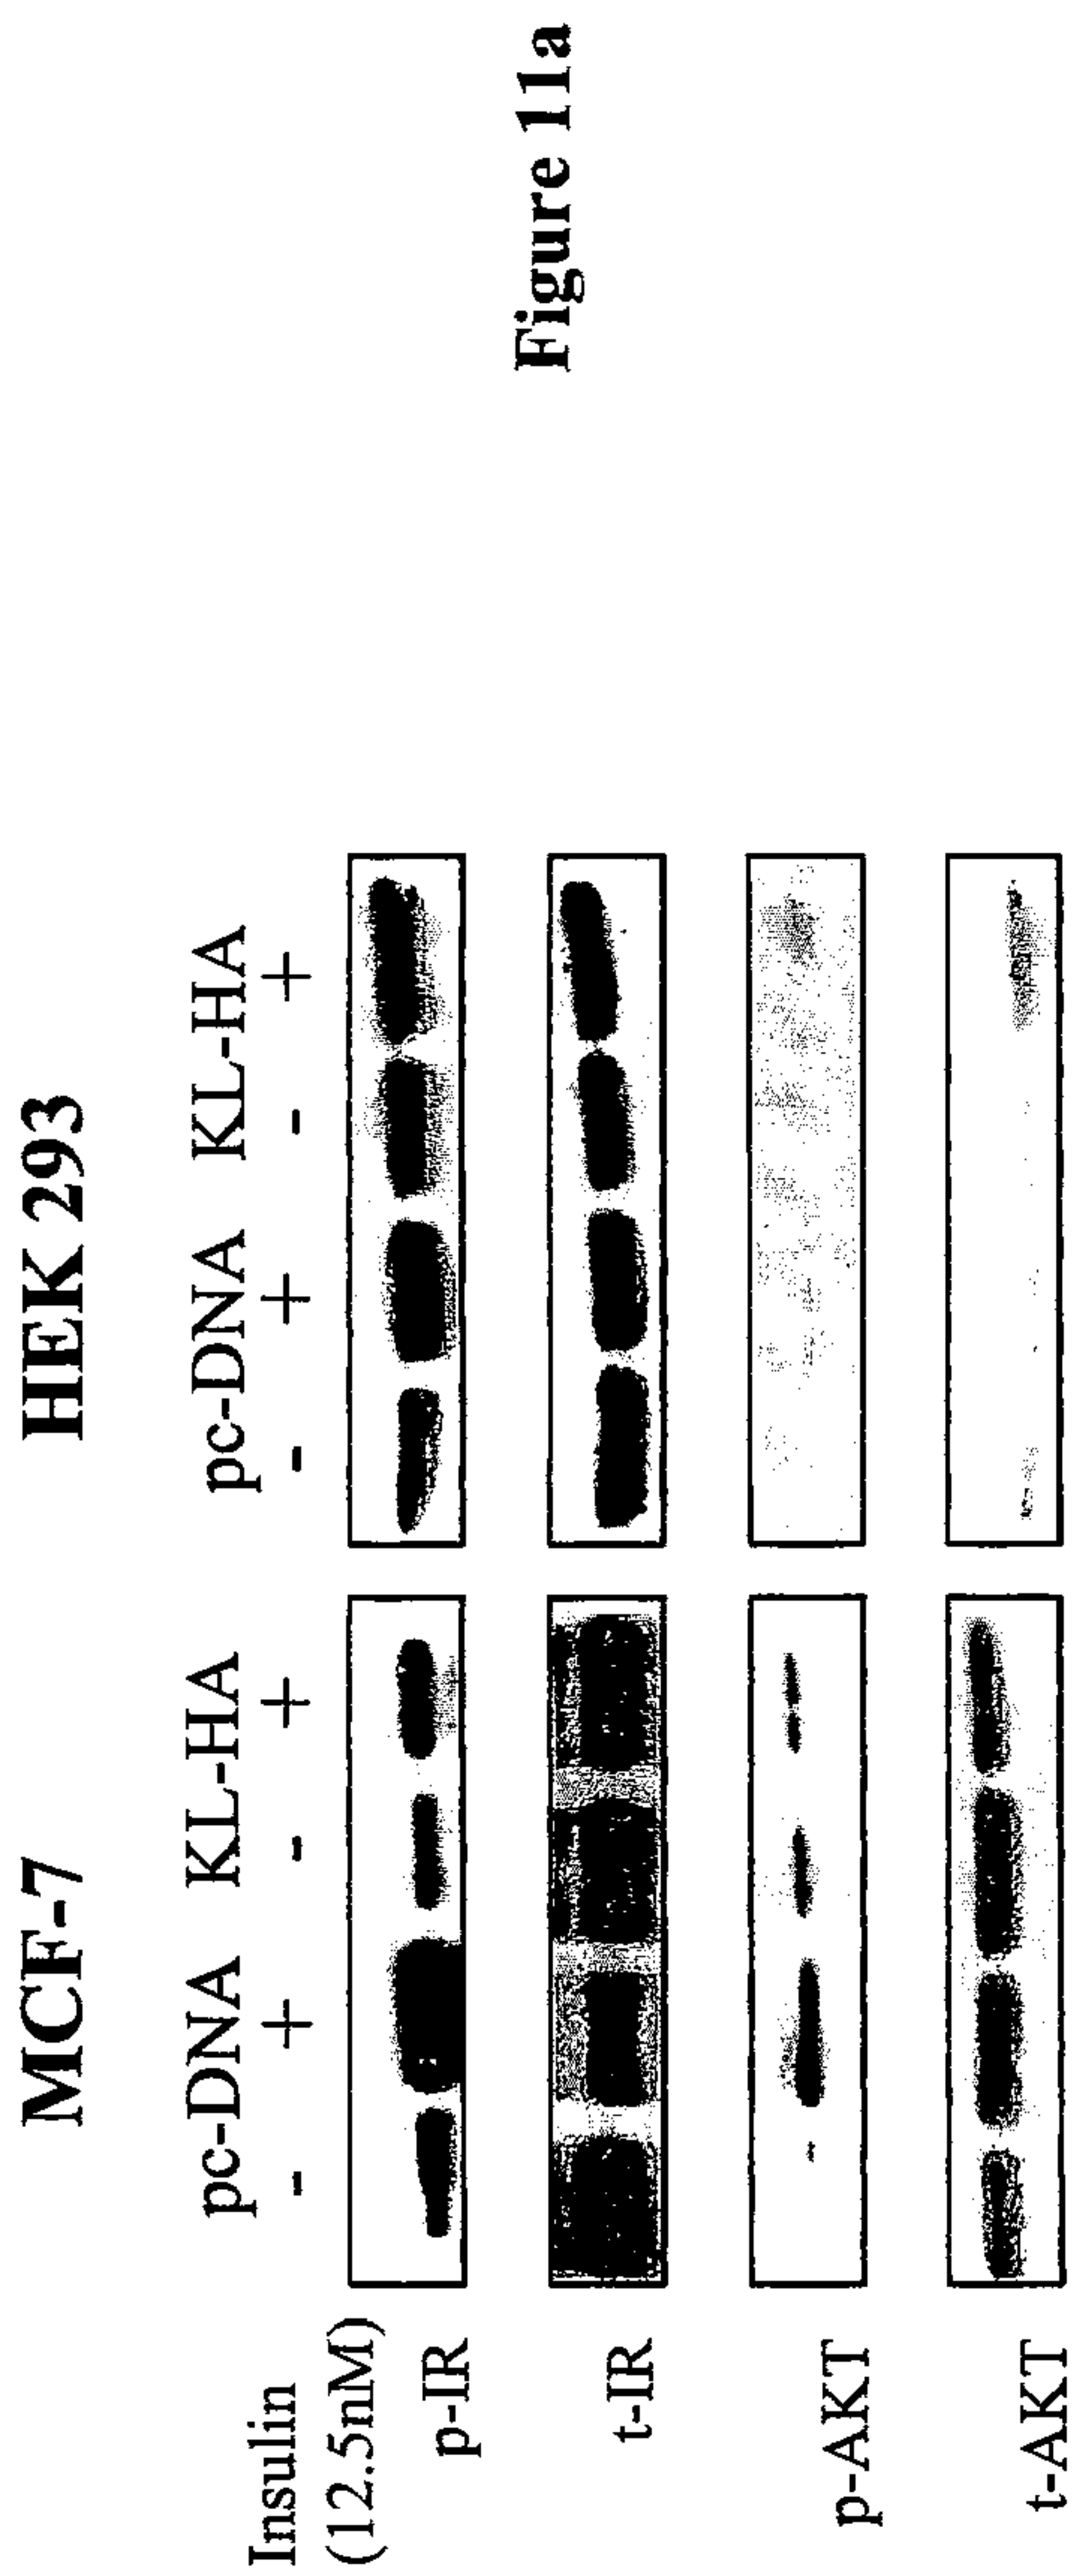 MCF-7 HEK 293
pc-DNA KL-HA pc-DNA KL-HA
Insulin - + - + - + - +
(12.5nM)
p-IR
t-IR
p-AKT
t-AKT
Figure 11a